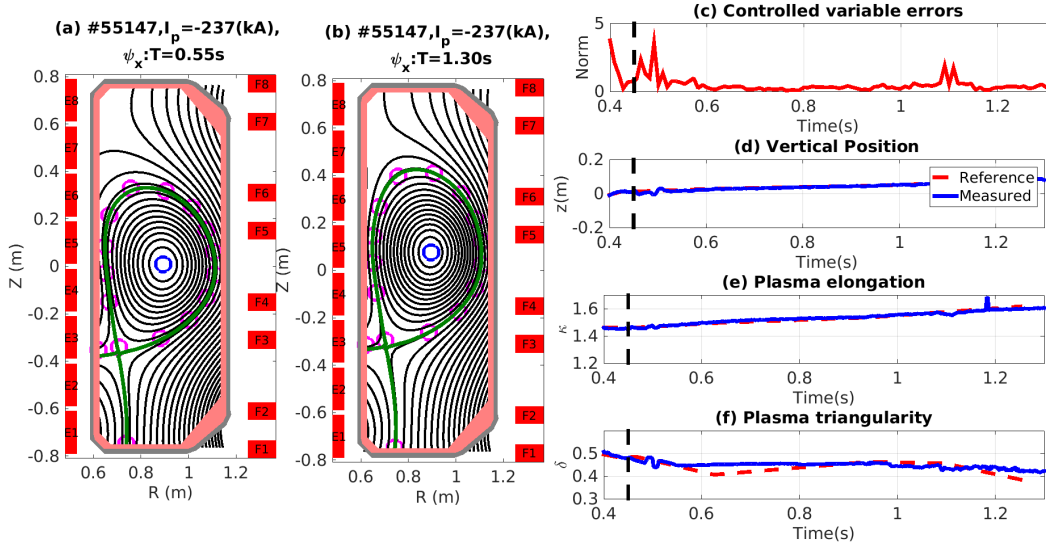 (a) #55147,I_p=-237(kA),
ψ_x:T=0.55s
0.8
0.6
0.4
0.2
0
-0.2
-0.4
-0.6
-0.8
Z (m)
E8
E7
E6
E5
E4
E3
E2
E1
F8
F7
F6
F5
F4
F3
F2
F1
0.6 0.8 1 1.2
R (m)
(b) #55147,I_p=-237(kA),
ψ_x:T=1.30s
0.8
0.6
0.4
0.2
0
-0.2
-0.4
-0.6
-0.8
Z (m)
E8
E7
E6
E5
E4
E3
E2
E1
F8
F7
F6
F5
F4
F3
F2
F1
0.6 0.8 1 1.2
R (m)
(c) Controlled variable errors
Norm
5
0
0.4 0.6 0.8 1 1.2
Time(s)
(d) Vertical Position
z(m)
0.2
0
-0.2
Reference
Measured
0.4 0.6 0.8 1 1.2
Time(s)
(e) Plasma elongation
κ
1.6
1.4
1.2
0.4 0.6 0.8 1 1.2
Time(s)
(f) Plasma triangularity
δ
0.5
0.4
0.3
0.4 0.6 0.8 1 1.2
Time(s)